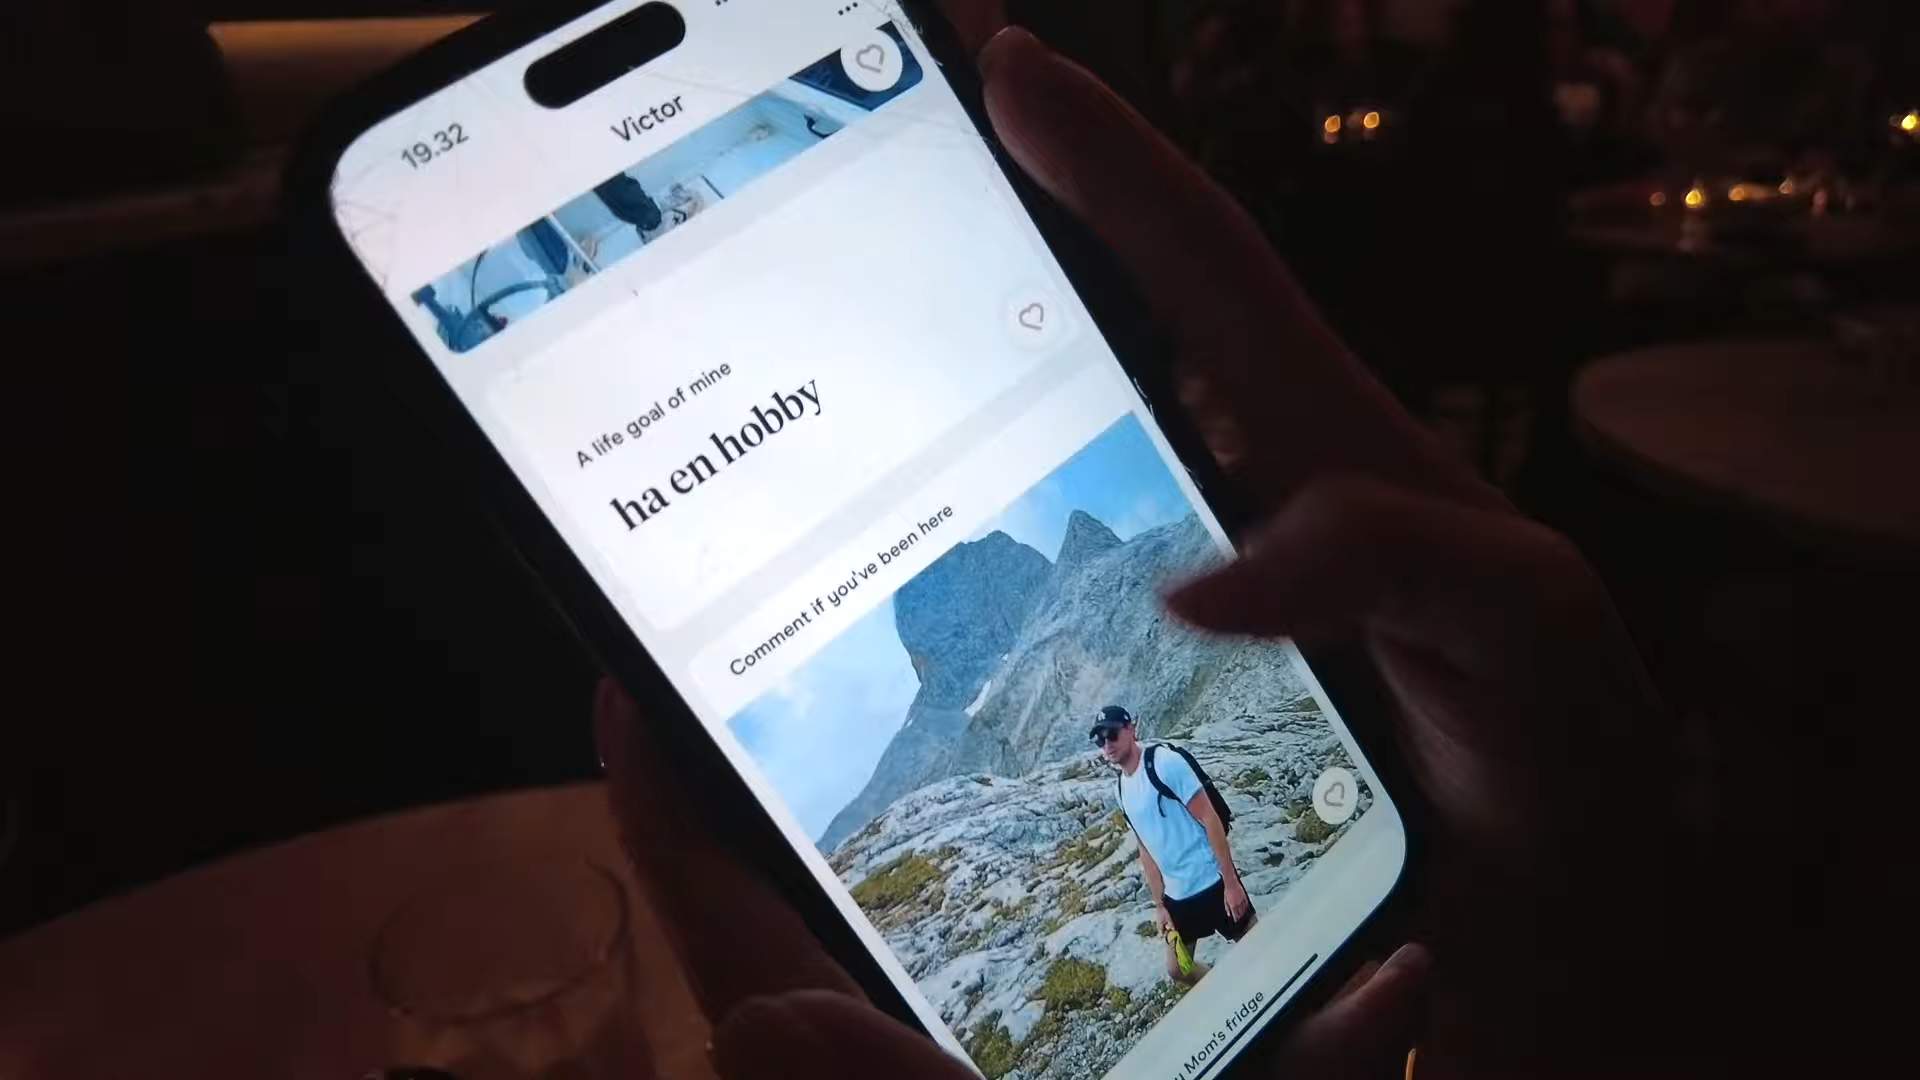 19.32
Victor
A life goal of mine
ha en hobby
Comment if you've been here
Mom's fridge